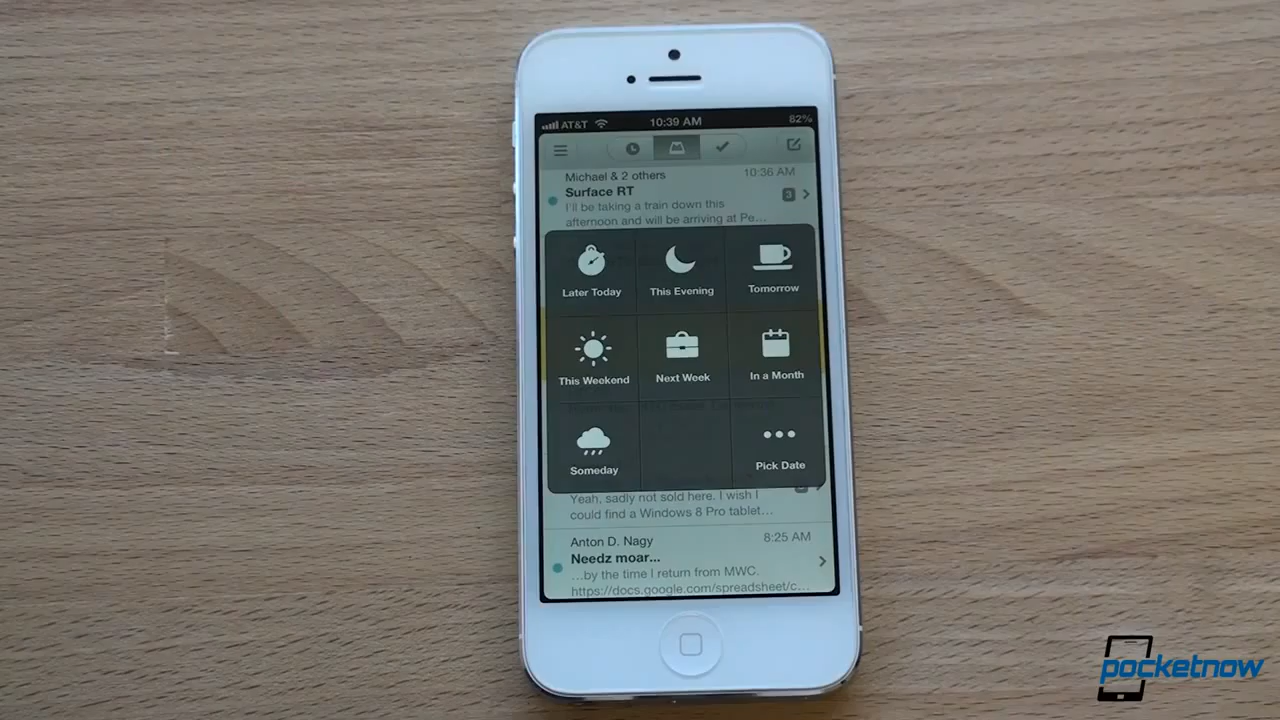 AT&T 10:39 AM 82%
Michael & 2 others 10:36 AM
Surface RT
3
I'll be taking a train down this
afternoon and will be arriving at Pe...
Later Today This Evening Tomorrow
This Weekend Next Week In a Month
Someday Pick Date
Yeah, sadly not sold here. I wish I
could find a Windows 8 Pro tablet...
Anton D. Nagy 8:25 AM
Needz moar...
...by the time I return from MWC.
https://docs.google.com/spreadsheet/c...
pocketnow